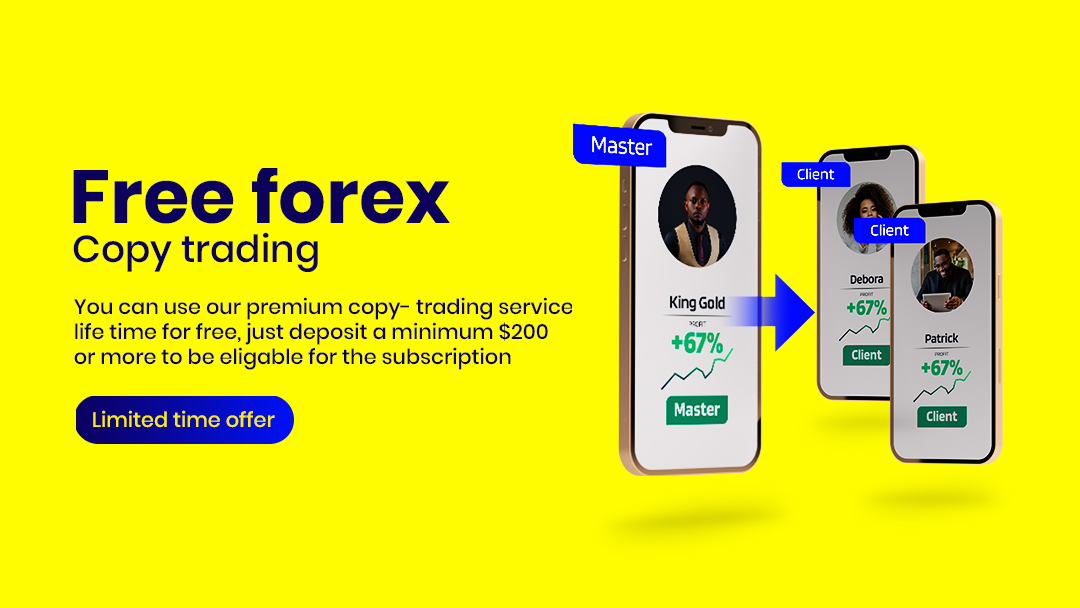 Free forex
Copy trading
You can use our premium copy- trading service
life time for free, just deposit a minimum $200
or more to be eligable for the subscription
Limited time offer
Master
King Gold
PROFIT
+67%
Master
Client
Debora
PROFIT
+67%
Client
Client
Patrick
PROFIT
+67%
Client